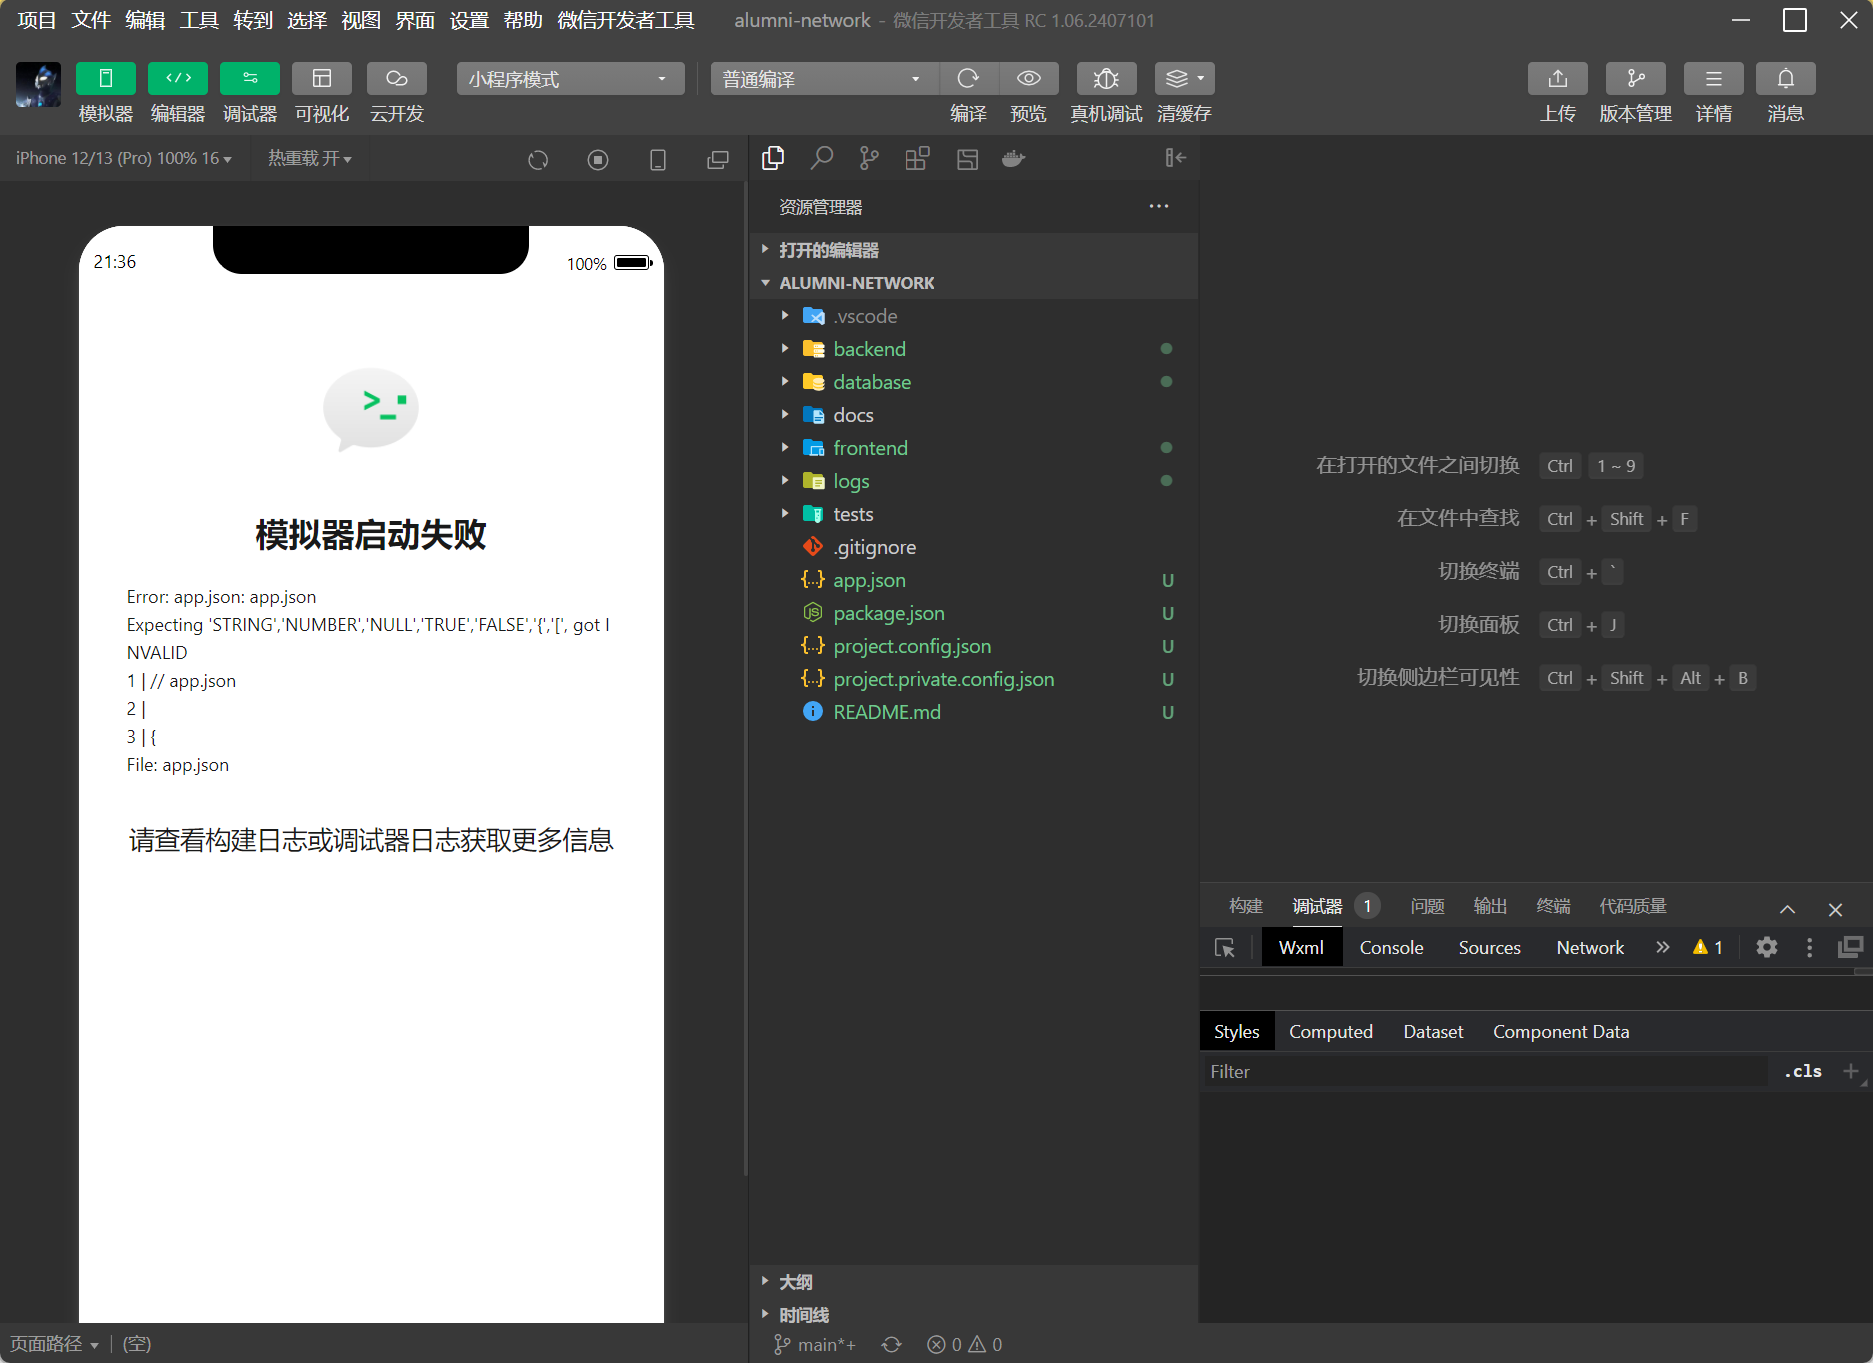 项目 文件 编辑 工具 转到 选择 视图 界面 设置 帮助 微信开发者工具 alumni-network - 微信开发者工具 RC 1.06.2407101
模拟器 编辑器 调试器 可视化 云开发
小程序模式
普通编译
编译 预览 真机调试 清缓存
上传 版本管理 详情 消息
iPhone 12/13 (Pro) 100% 16
热重载 开
21:36
100%
模拟器启动失败
Error: app.json: app.json
Expecting 'STRING','NUMBER','NULL','TRUE','FALSE','{','[', got I
NVALID
1 | // app.json
2 |
3 | {
File: app.json
请查看构建日志或调试器日志获取更多信息
页面路径 | (空)
资源管理器
打开的编辑器
ALUMNI-NETWORK
.vscode
backend
database
docs
frontend
logs
tests
.gitignore
app.json U
package.json U
project.config.json U
project.private.config.json U
README.md U
大纲
时间线
main*+ 0 0
在打开的文件之间切换 Ctrl 1 ~ 9
在文件中查找 Ctrl + Shift + F
切换终端 Ctrl + `
切换面板 Ctrl + J
切换侧边栏可见性 Ctrl + Shift + Alt + B
构建 调试器 1 问题 输出 终端 代码质量
Wxml Console Sources Network 1
Styles Computed Dataset Component Data
Filter .cls